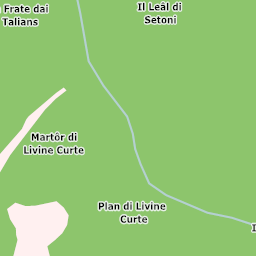 Frate dai
Talians
Il Leâl di
Setoni
Martôr di
Livine Curte
Plan di Livine
Curte